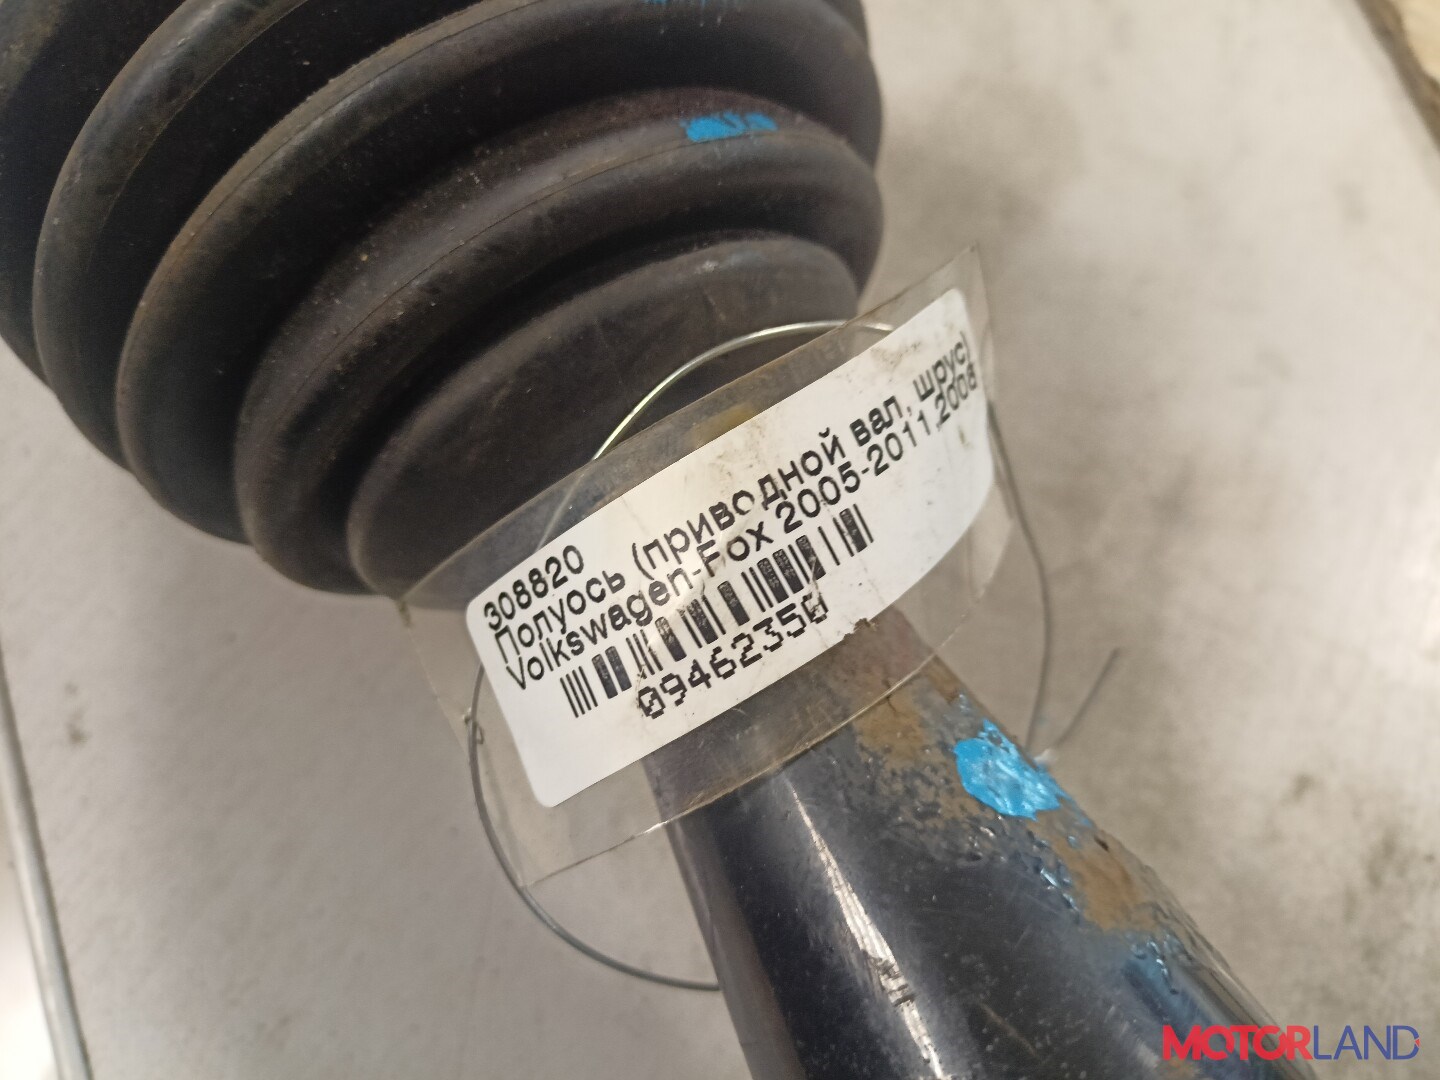 308820
Полуось (приводной вал, шрус)
Volkswagen-Fox 2005-2011,2008
09462350
MOTORLAND